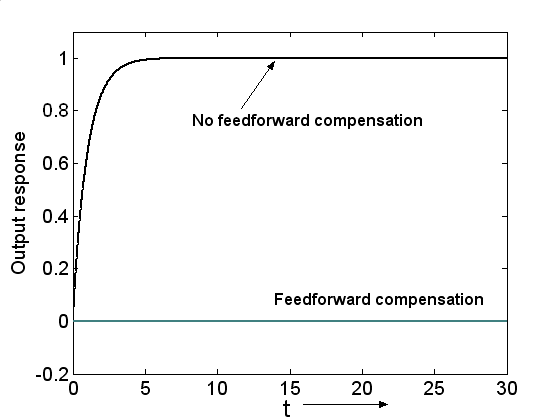 1
No feedforward compensation
0.8
0.6
0.4
0.2
Feedforward compensation
0
-0.2
Output response
0 5 10 15 20 25 30
t